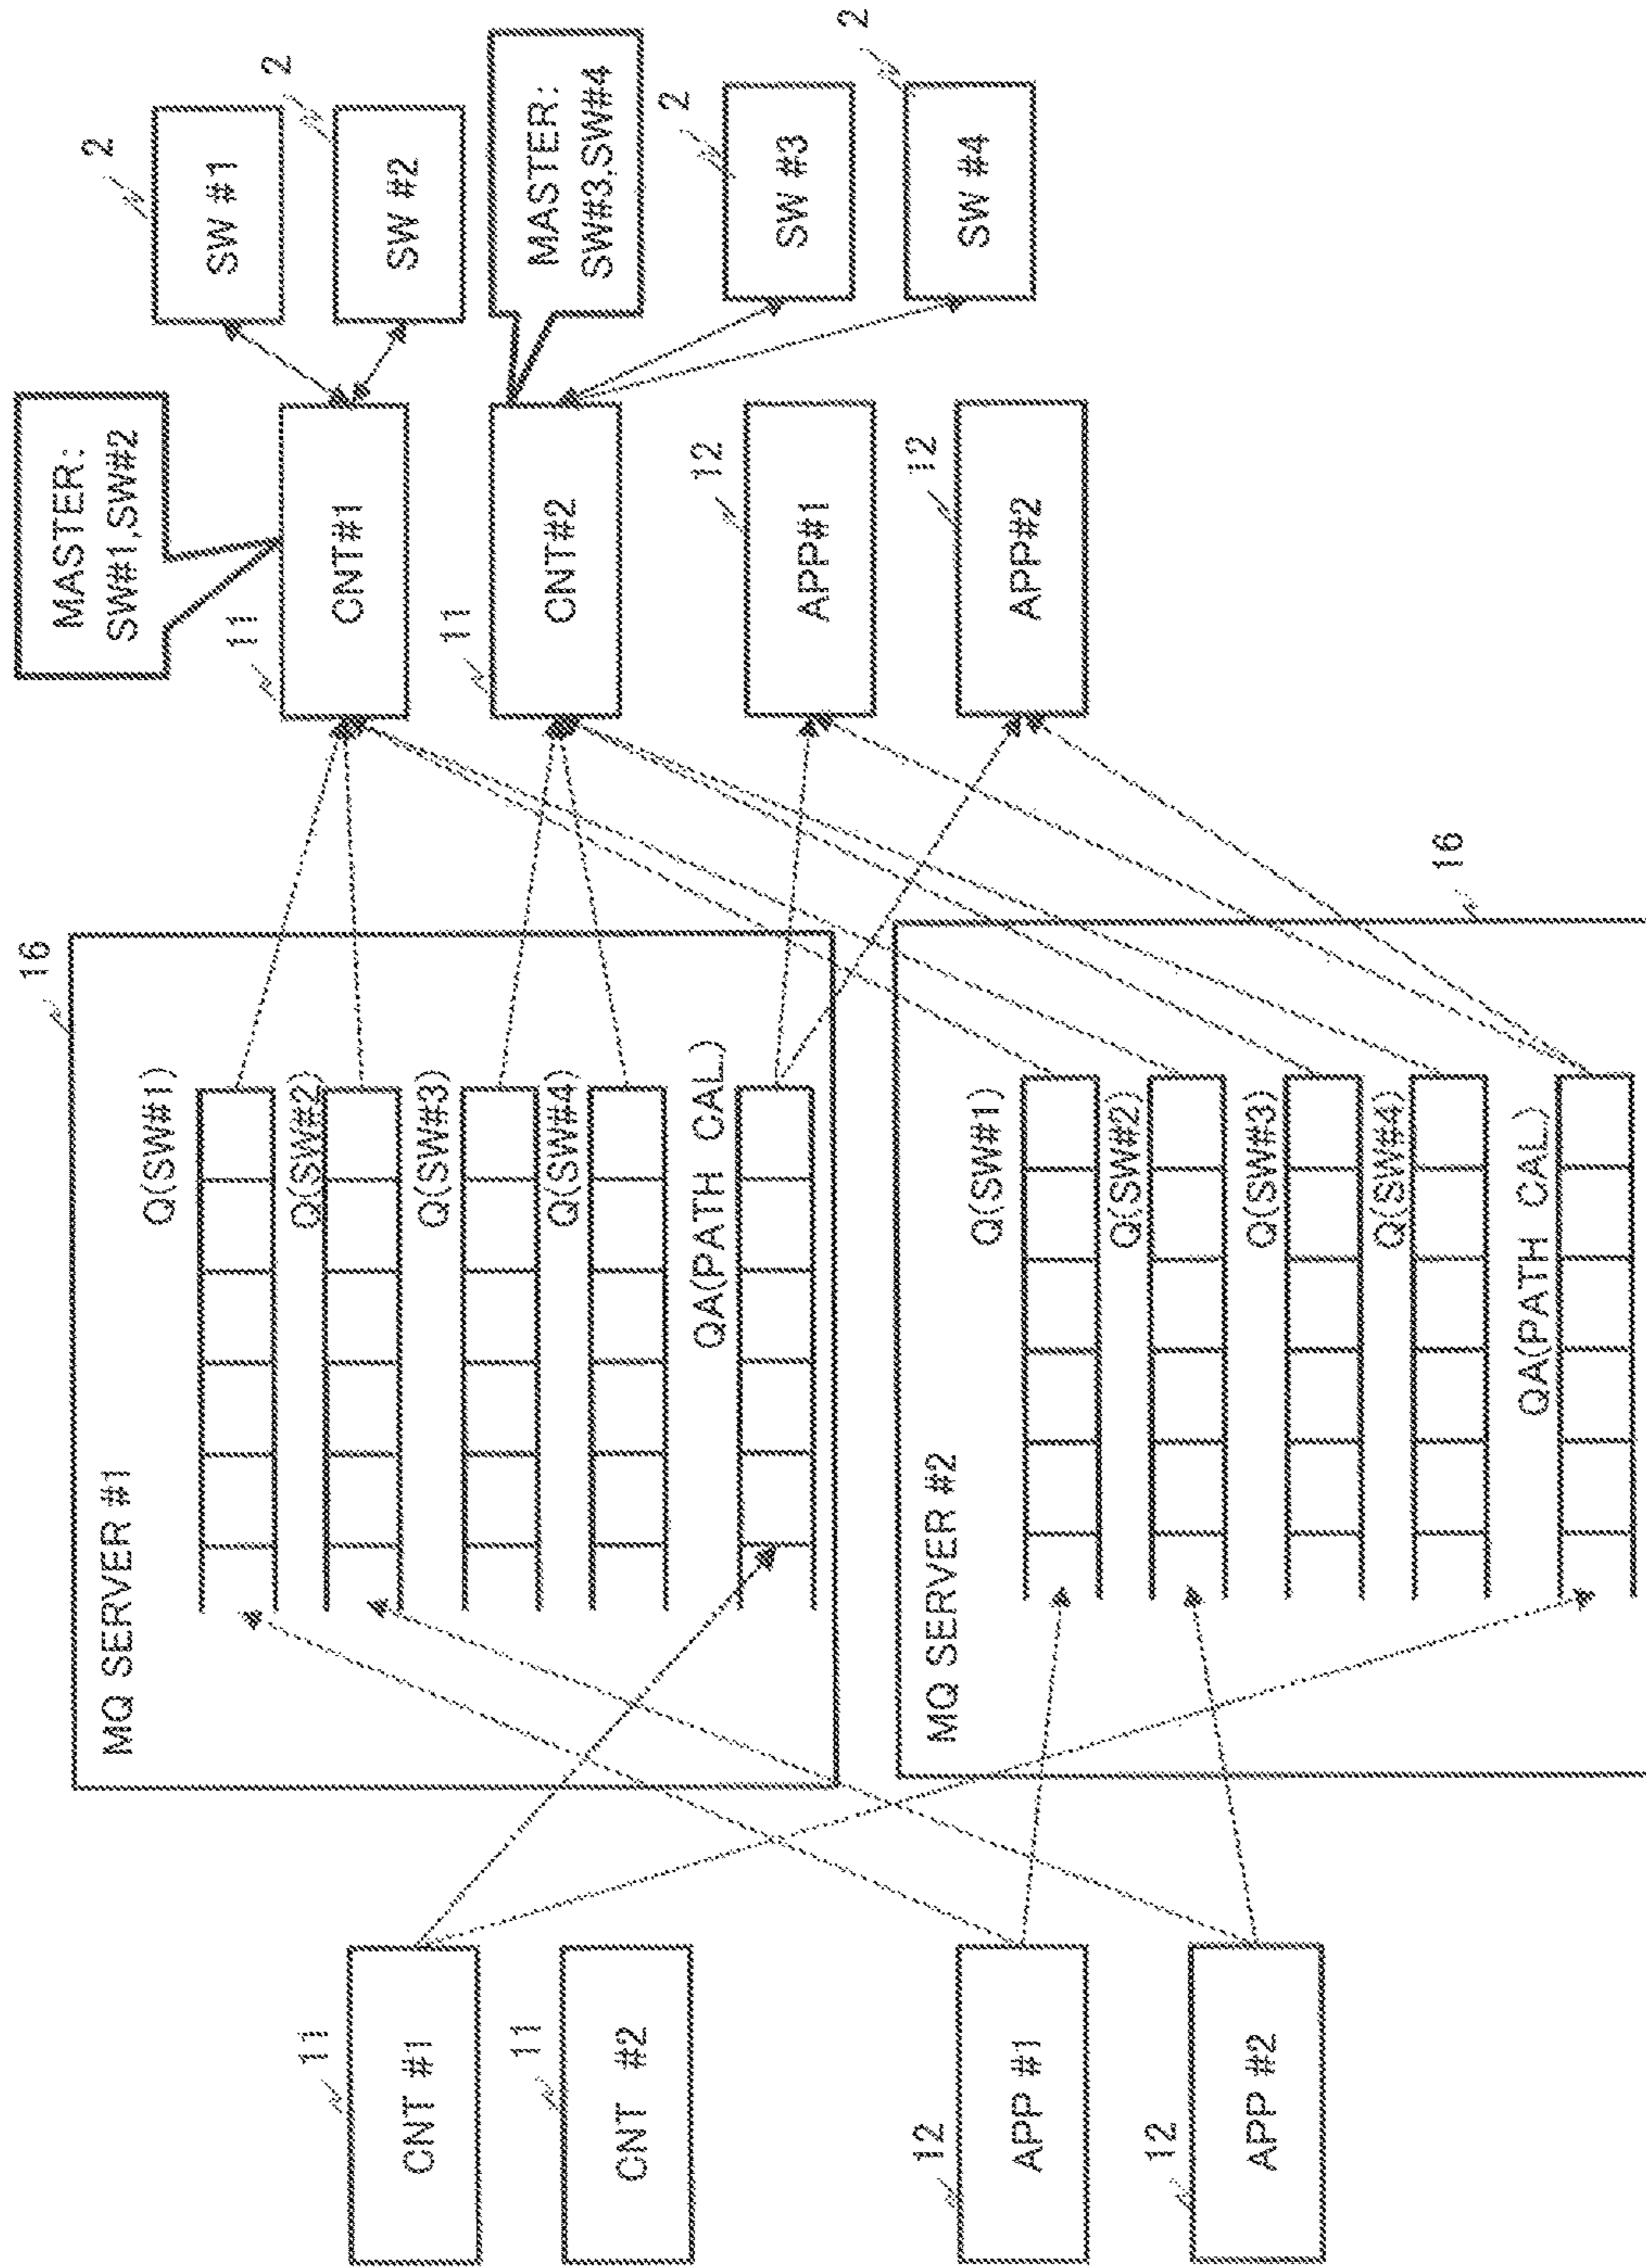 11
CNT #1
11
CNT #2
12
APP #1
12
APP #2
16
MQ SERVER #1
Q(SW#1)
Q(SW#2)
Q(SW#3)
Q(SW#4)
QA(PATH CAL)
16
MQ SERVER #2
Q(SW#1)
Q(SW#2)
Q(SW#3)
Q(SW#4)
QA(PATH CAL.)
MASTER:
SW#1,SW#2
11
CNT#1
11
CNT#2
12
APP#1
12
APP#2
2
SW #1
2
SW #2
MASTER:
SW#3,SW#4
2
SW #3
2
SW #4